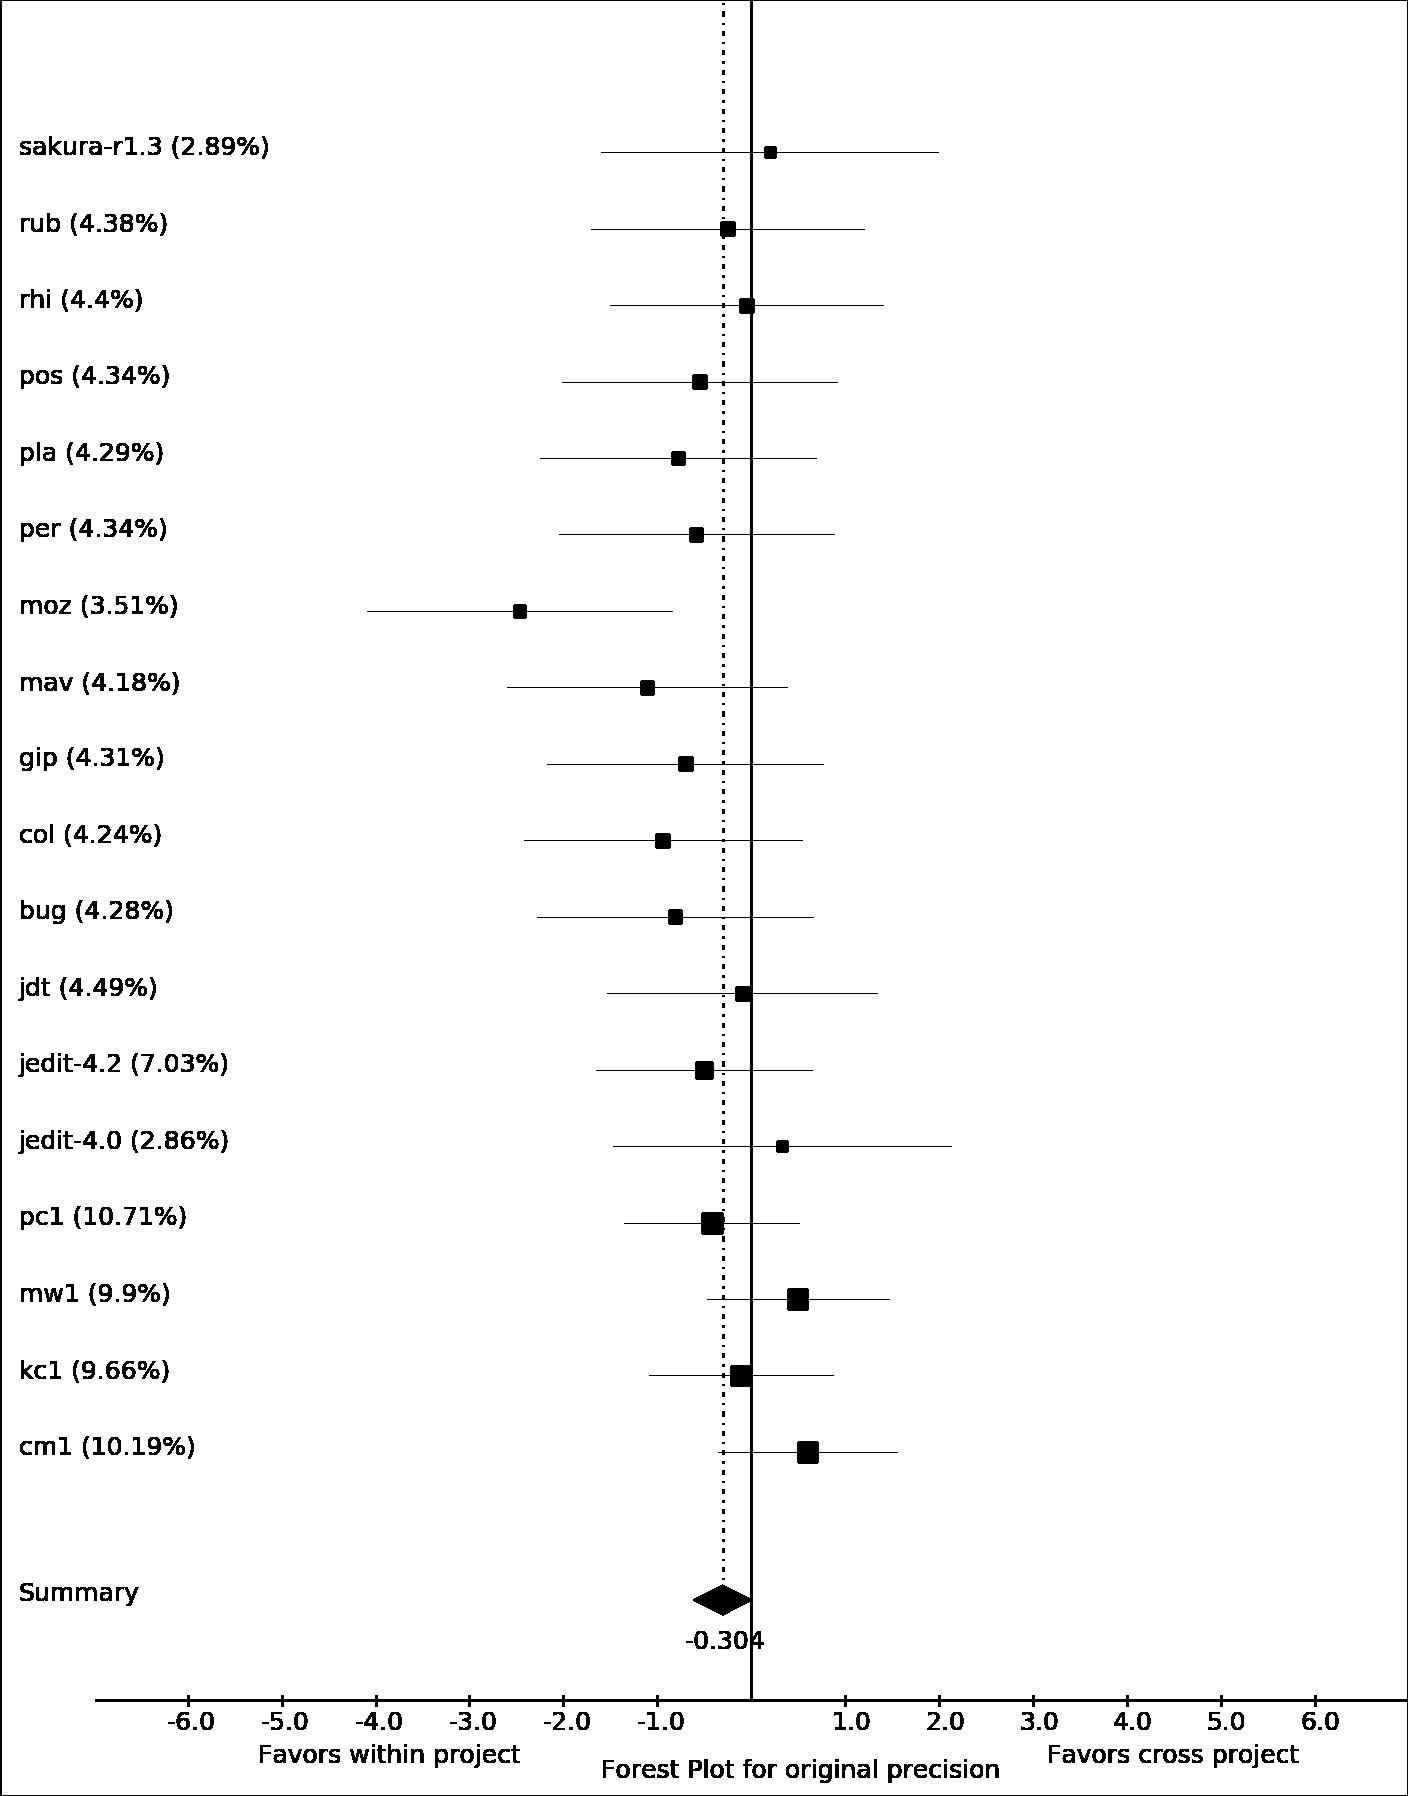 sakura-r1.3 (2.89%)
rub (4.38%)
rhi (4.4%)
pos (4.34%)
pla (4.29%)
per (4.34%)
moz (3.51%)
mav (4.18%)
gip (4.31%)
col (4.24%)
bug (4.28%)
jdt (4.49%)
jedit-4.2 (7.03%)
jedit-4.0 (2.86%)
pc1 (10.71%)
mw1 (9.9%)
kc1 (9.66%)
cm1 (10.19%)
Summary
-0.304
-6.0 -5.0 -4.0 -3.0 -2.0 -1.0 1.0 2.0 3.0 4.0 5.0 6.0
Favors within project Favors cross project
Forest Plot for original precision